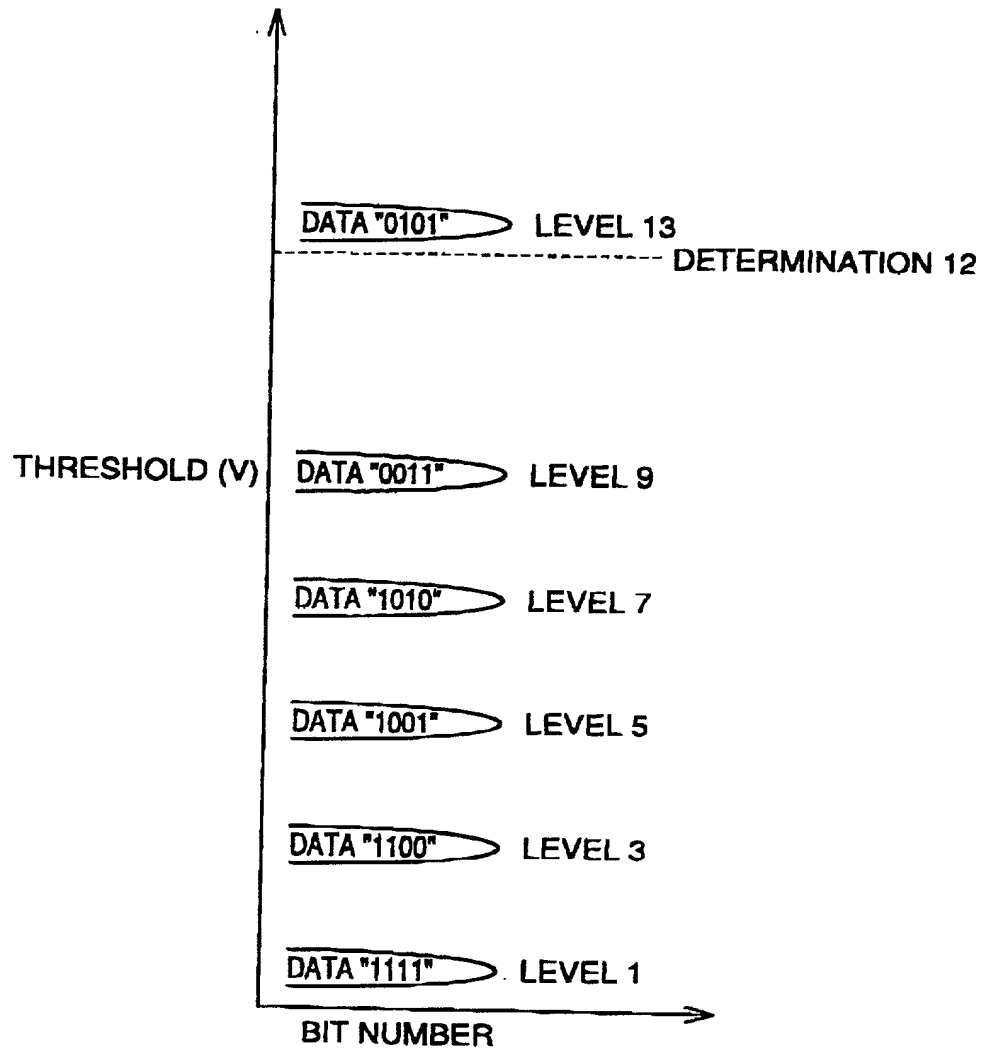 DATA "0101" LEVEL 13
DETERMINATION 12
THRESHOLD (V)
DATA "0011" LEVEL 9
DATA "1010" LEVEL 7
DATA "1001" LEVEL 5
DATA "1100" LEVEL 3
DATA "1111" LEVEL 1
BIT NUMBER